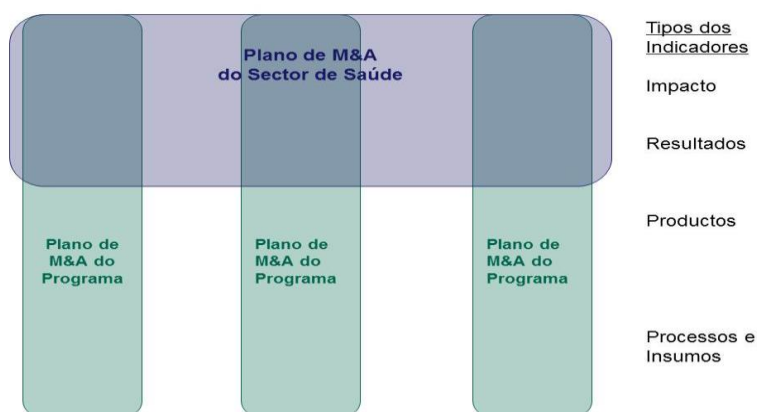 Plano de M&A
do Sector de Saúde
Tipos dos
Indicadores
Impacto
Resultados
Productos
Processos e
Insumos
Plano de
M&A do
Programa
Plano de
M&A do
Programa
Plano de
M&A do
Programa